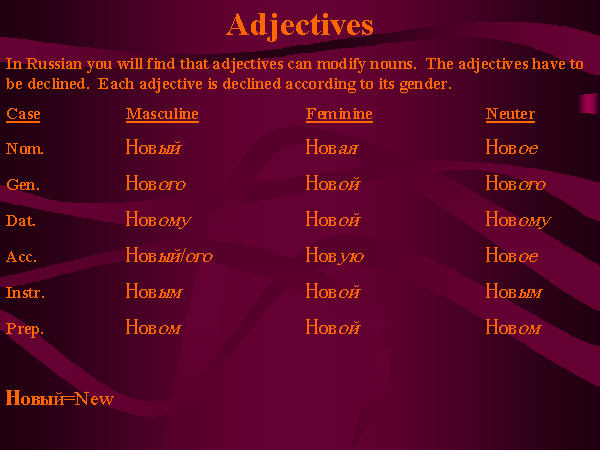 Adjectives
In Russian you will find that adjectives can modify nouns.  The adjectives have to
be declined.  Each adjective is declined according to its gender.
Case Masculine Feminine Neuter
Nom. Новый Новая Новое
Gen. Нового Новой Нового
Dat. Новому Новой Новому
Acc. Новый/ого Новую Новое
Instr. Новым Новой Новым
Prep. Новом Новой Новом
Новый=New